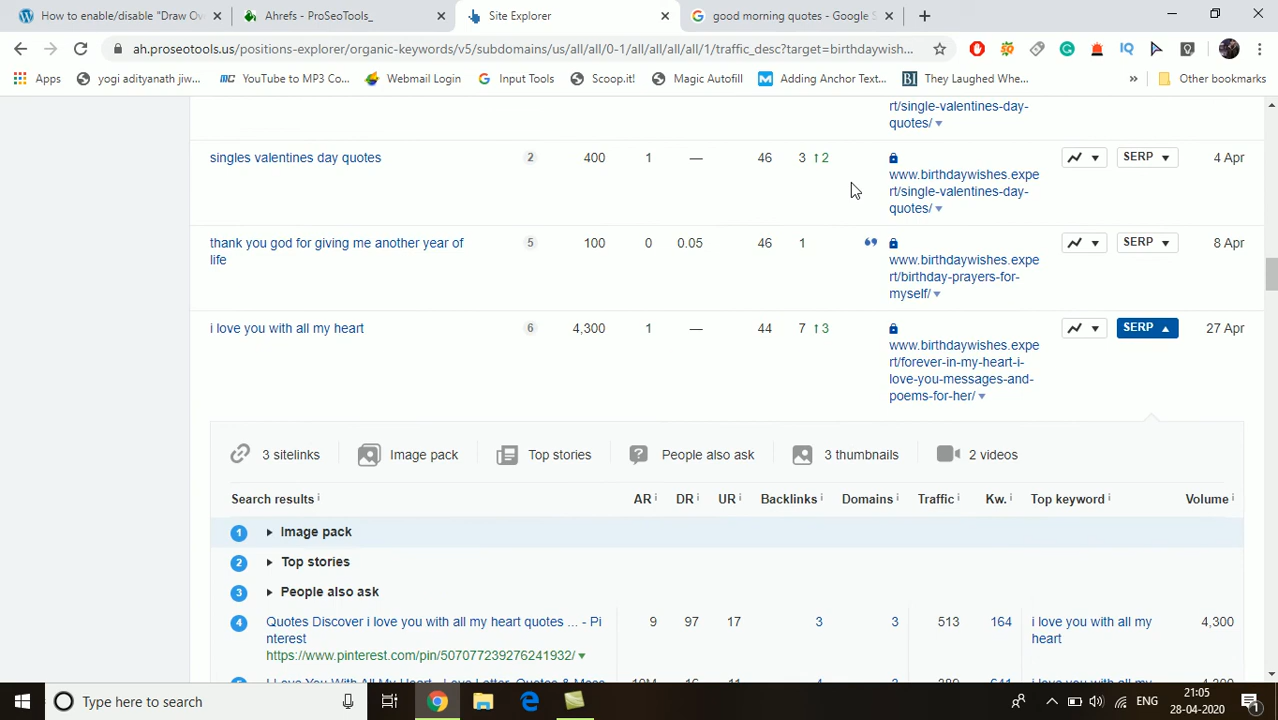 How to enable/disable "Draw Ov
Ahrefs - ProSeoTools_
Site Explorer
good morning quotes - Google S
ah.proseotools.us/positions-explorer/organic-keywords/v5/subdomains/us/all/all/0-1/all/all/all/all/1/traffic_desc?target=birthdaywish...
Apps
yogi adityanath jiw...
YouTube to MP3 Co...
Webmail Login
Input Tools
Scoop.it!
Magic Autofill
Adding Anchor Text...
They Laughed Whe...
»
Other bookmarks
rt/single-valentines-day-
quotes/
singles valentines day quotes 2 400 1 — 46 3 ↑2
www.birthdaywishes.expe
rt/single-valentines-day-
quotes/
SERP 4 Apr
thank you god for giving me another year of
life
5 100 0 0.05 46 1
www.birthdaywishes.expe
rt/birthday-prayers-for-
myself/
SERP 8 Apr
i love you with all my heart 6 4,300 1 — 44 7 ↑3
www.birthdaywishes.expe
rt/forever-in-my-heart-i-
love-you-messages-and-
poems-for-her/
SERP 27 Apr
3 sitelinks Image pack Top stories People also ask 3 thumbnails 2 videos
Search results AR DR UR Backlinks Domains Traffic Kw. Top keyword Volume
1 Image pack
2 Top stories
3 People also ask
4 Quotes Discover i love you with all my heart quotes ... - Pi
nterest
https://www.pinterest.com/pin/507077239276241932/
9 97 17 3 3 513 164
i love you with all my
heart
4,300
Type here to search
ENG
21:05
28-04-2020